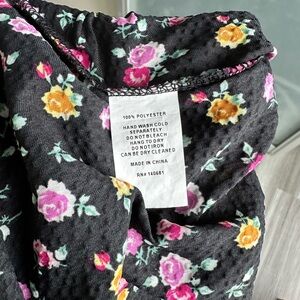 100% POLYESTER
HAND WASH COLD
SEPARATELY
DO NOT BLEACH
HANG TO DRY
DO NOT IRON
CAN BE DRY CLEANED
MADE IN CHINA
RN# 140681